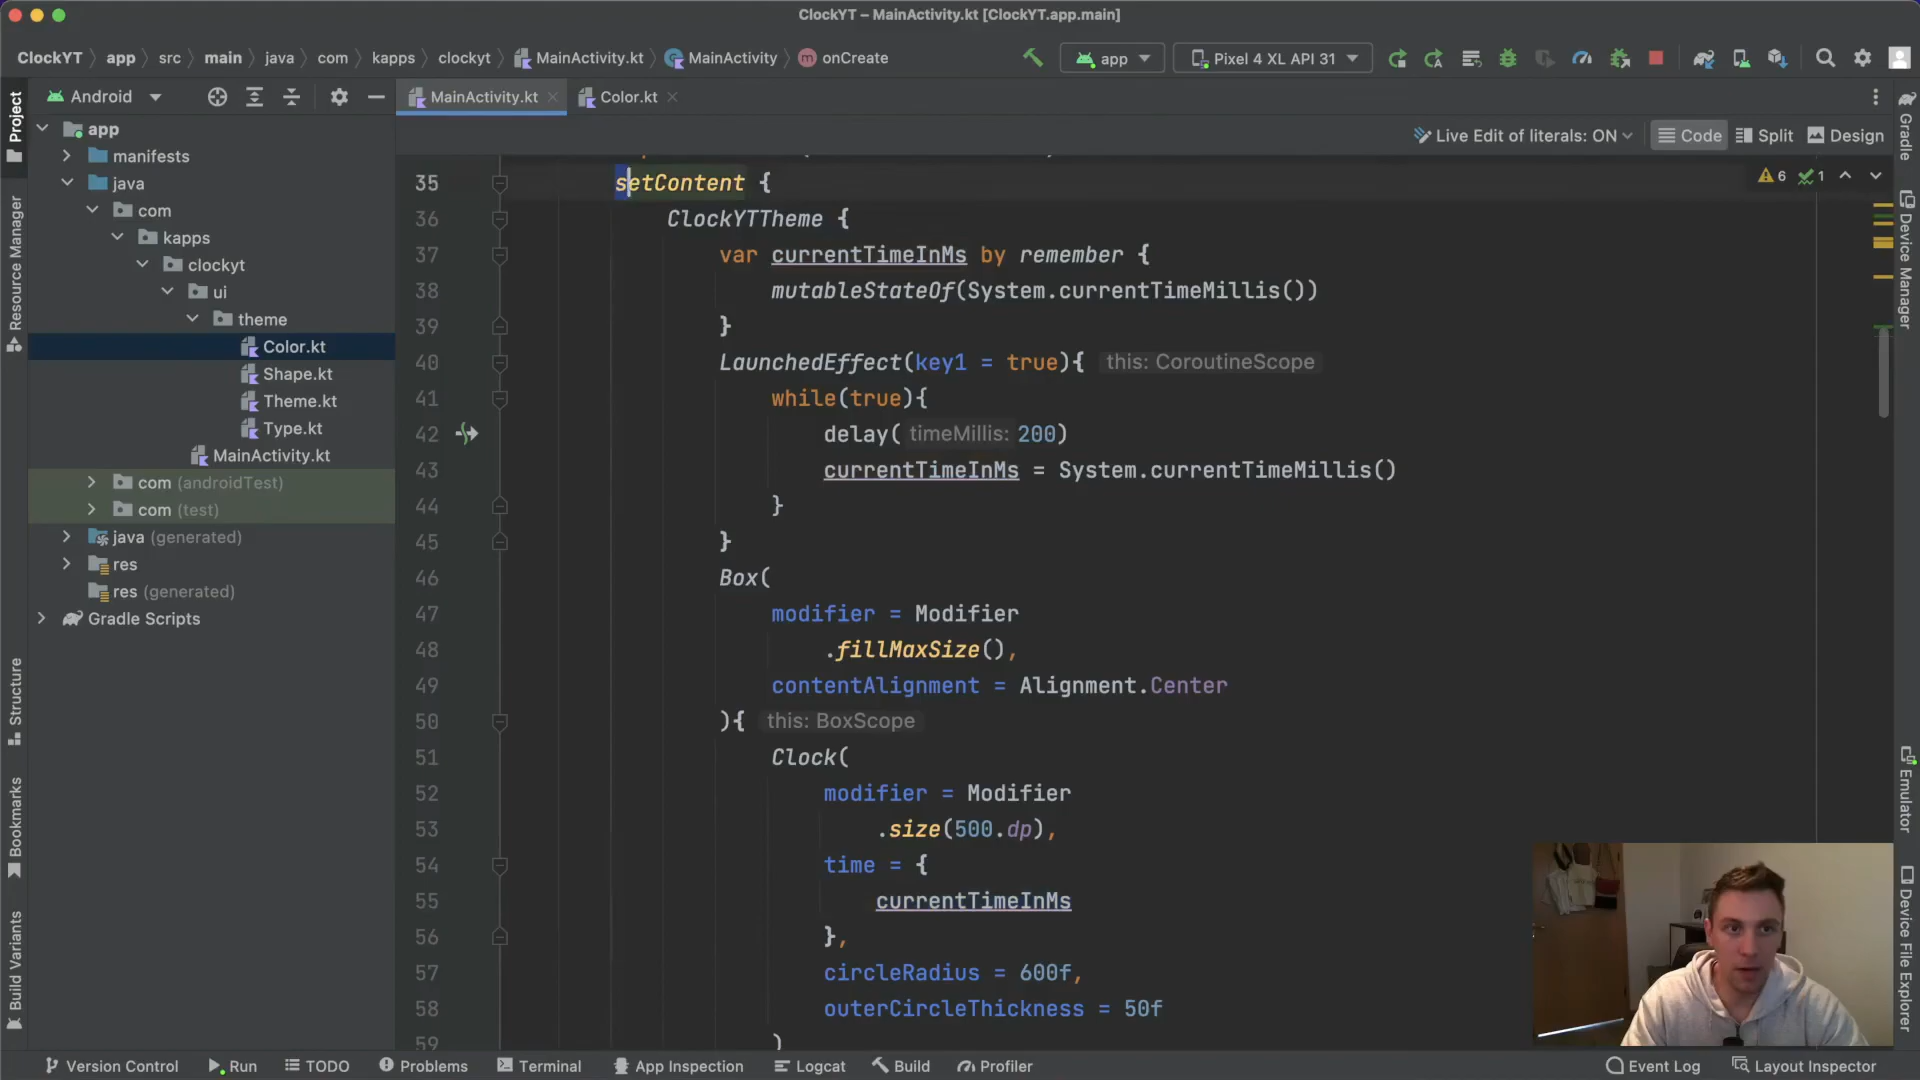 ClockYT – MainActivity.kt [ClockYT.app.main]
ClockYT app src main java com kapps clockyt MainActivity.kt MainActivity onCreate
app Pixel 4 XL API 31
Project
Android
MainActivity.kt Color.kt
Live Edit of literals: ON Code Split Design
6 1
app
manifests
java
com
kapps
clockyt
ui
theme
Color.kt
Shape.kt
Theme.kt
Type.kt
MainActivity.kt
com (androidTest)
com (test)
java (generated)
res
res (generated)
Gradle Scripts
Resource Manager
Structure
Bookmarks
Build Variants
35 setContent {
36 ClockYTTheme {
37 var currentTimeInMs by remember {
38 mutableStateOf(System.currentTimeMillis())
39 }
40 LaunchedEffect(key1 = true){ this: CoroutineScope
41 while(true){
42 delay( timeMillis: 200)
43 currentTimeInMs = System.currentTimeMillis()
44 }
45 }
46 Box(
47 modifier = Modifier
48 .fillMaxSize(),
49 contentAlignment = Alignment.Center
50 ){ this: BoxScope
51 Clock(
52 modifier = Modifier
53 .size(500.dp),
54 time = {
55 currentTimeInMs
56 },
57 circleRadius = 600f,
58 outerCircleThickness = 50f
59 )
Gradle
Device Manager
Emulator
Device File Explorer
Version Control Run TODO Problems Terminal App Inspection Logcat Build Profiler Event Log Layout Inspector